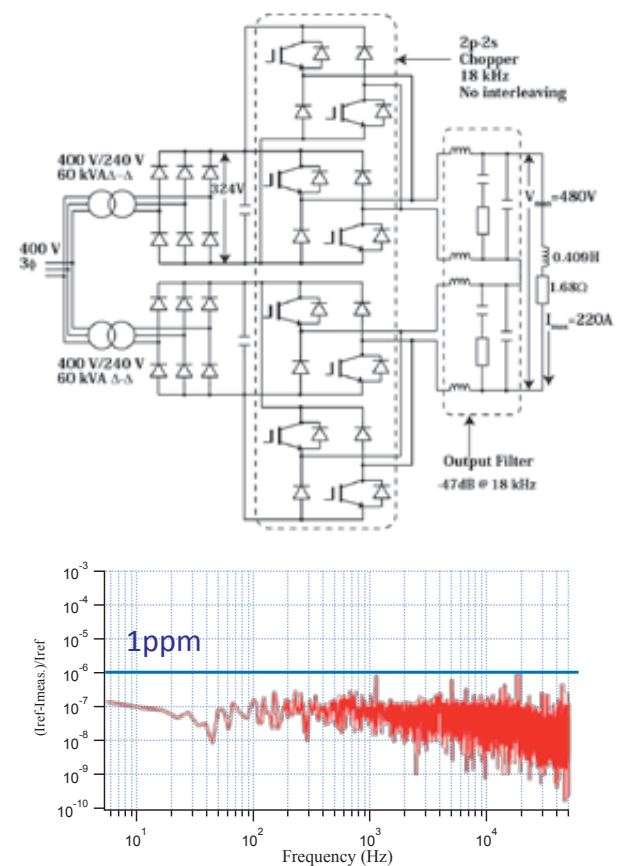 2p-2s
Chopper
18 kHz
No interleaving
400 V/240 V
60 kVA Δ-Δ
324V
400 V
3ϕ
400 V/240 V
60 kVA Δ-Δ
=480V
0.409H
1.68Ω
Imax=220A
Output Filter
-47dB @ 18 kHz
10-3
10-4
10-5
1ppm
10-6
10-7
10-8
10-9
10-10
(Iref-Imeas.)/Iref
101
102
103
104
Frequency (Hz)